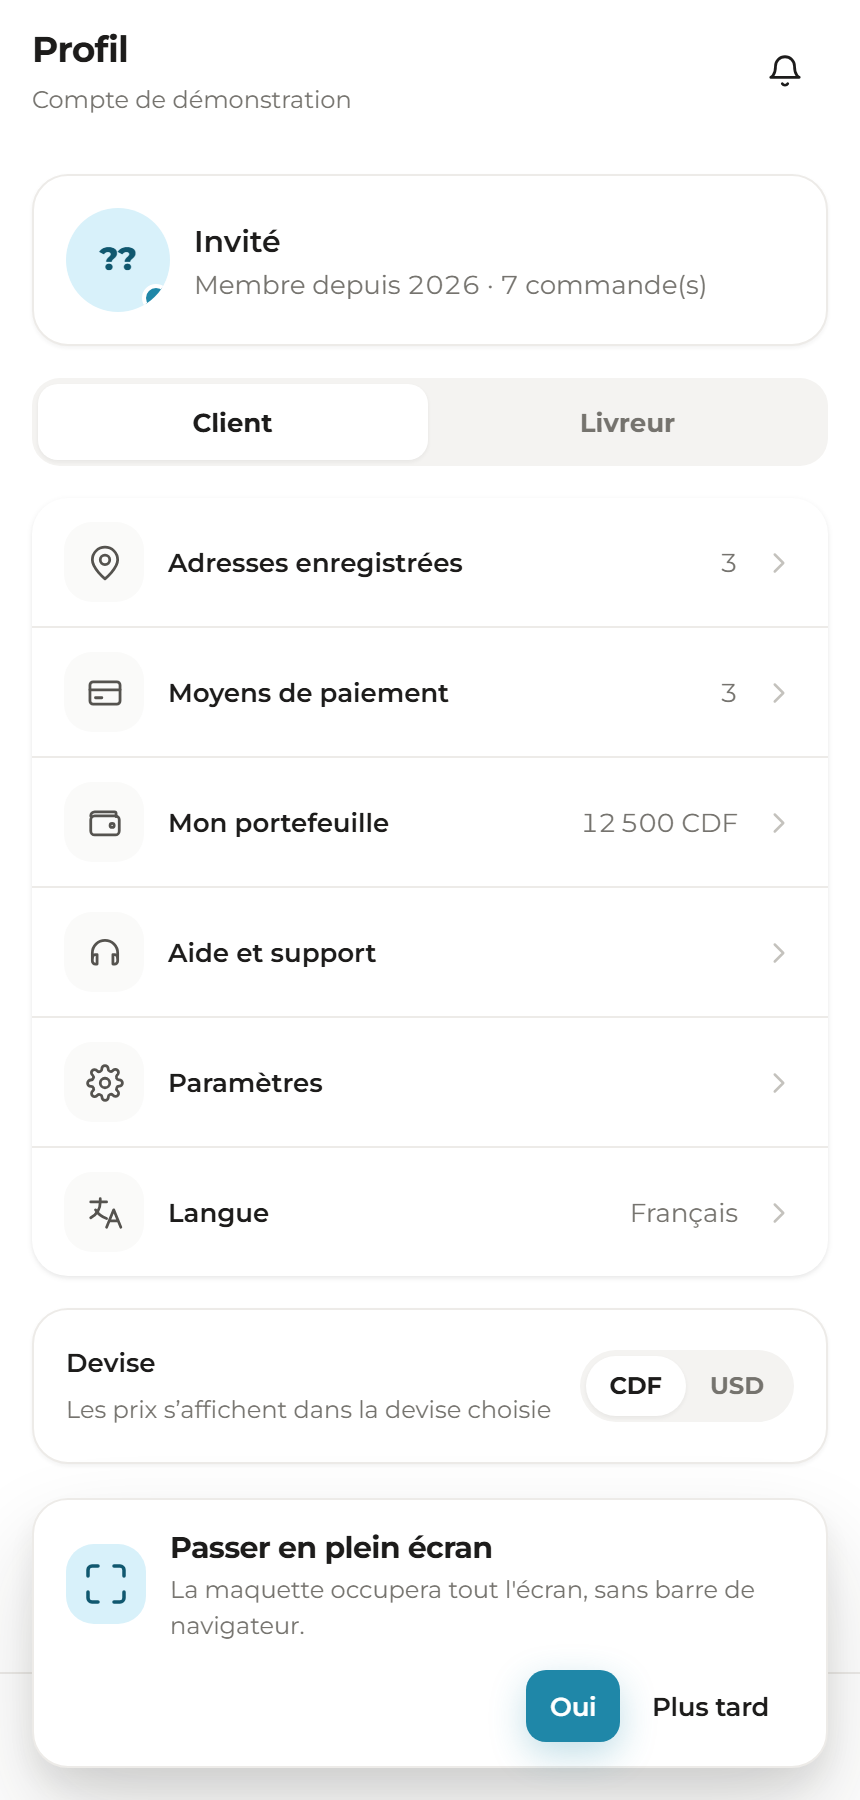 Profil
Compte de démonstration
??
Invité
Membre depuis 2026 · 7 commande(s)
Client
Livreur
Adresses enregistrées 3
Moyens de paiement 3
Mon portefeuille 12 500 CDF
Aide et support
Paramètres
Langue Français
Devise
Les prix s’affichent dans la devise choisie
CDF USD
Passer en plein écran
La maquette occupera tout l'écran, sans barre de
navigateur.
Oui Plus tard